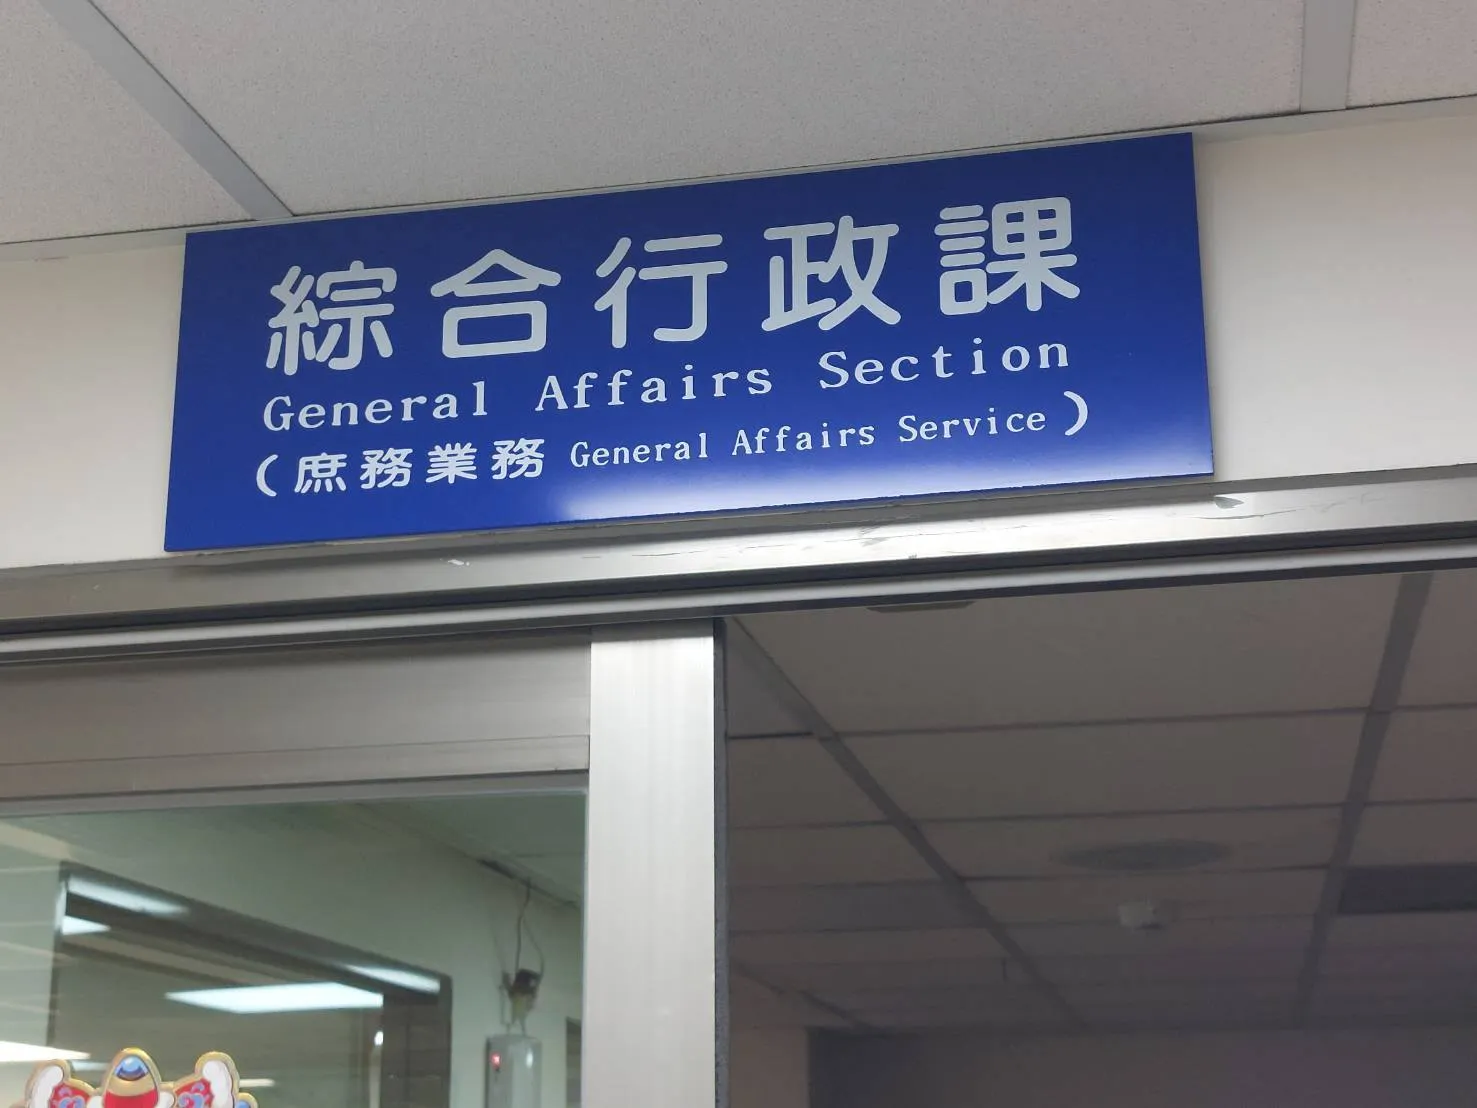 綜合行政課
General Affairs Section
(庶務業務 General Affairs Service)